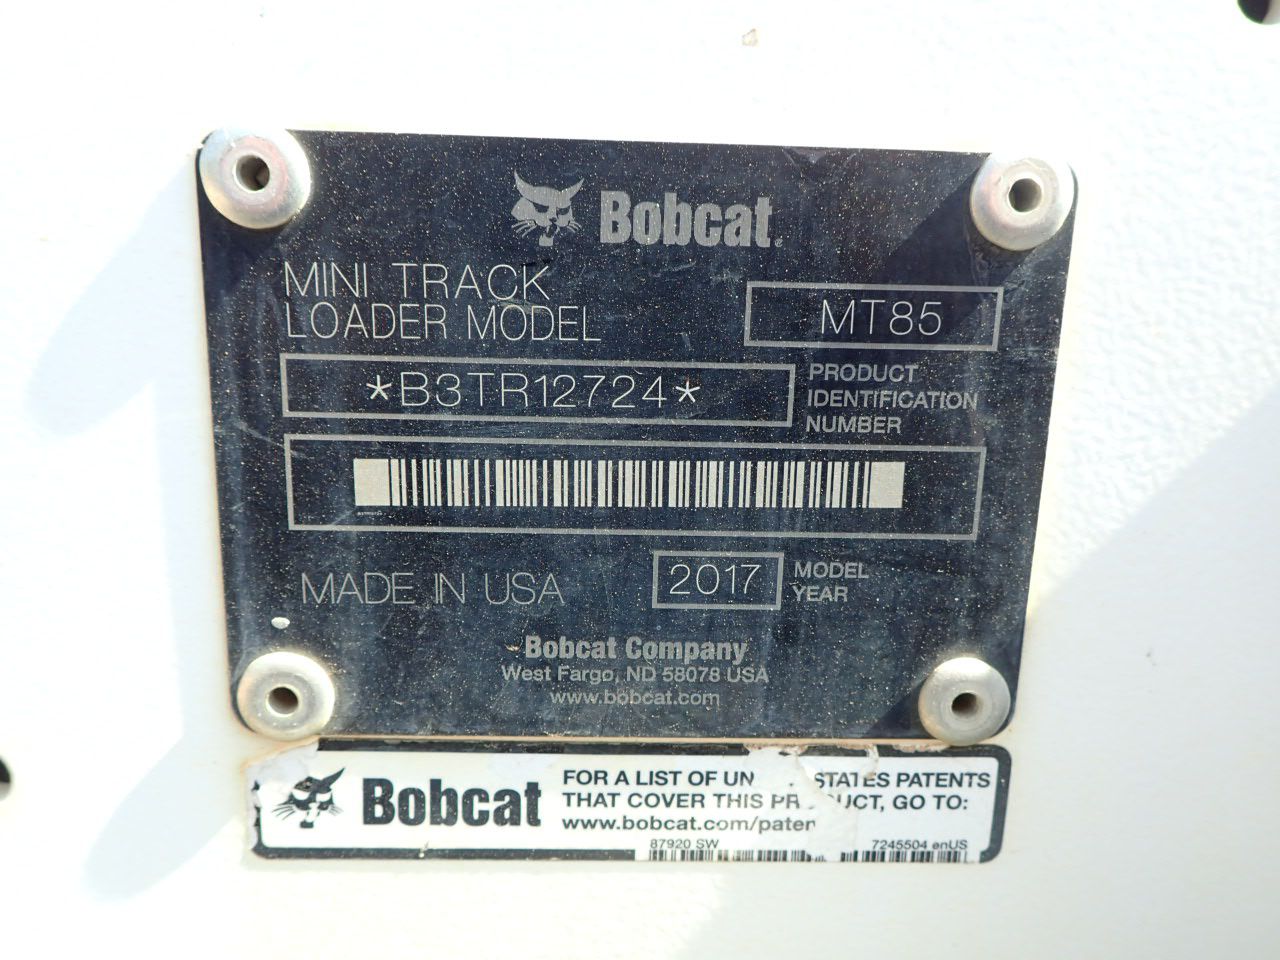 Bobcat
MINI TRACK
LOADER MODEL
MT85
*B3TR12724*
PRODUCT
IDENTIFICATION
NUMBER
MADE IN USA
2017
MODEL
YEAR
Bobcat Company
West Fargo, ND 58078 USA
www.bobcat.com
Bobcat
FOR A LIST OF UN STATES PATENTS
THAT COVER THIS PR UCT, GO TO:
www.bobcat.com/paten
87920 SW
7245504 enUS